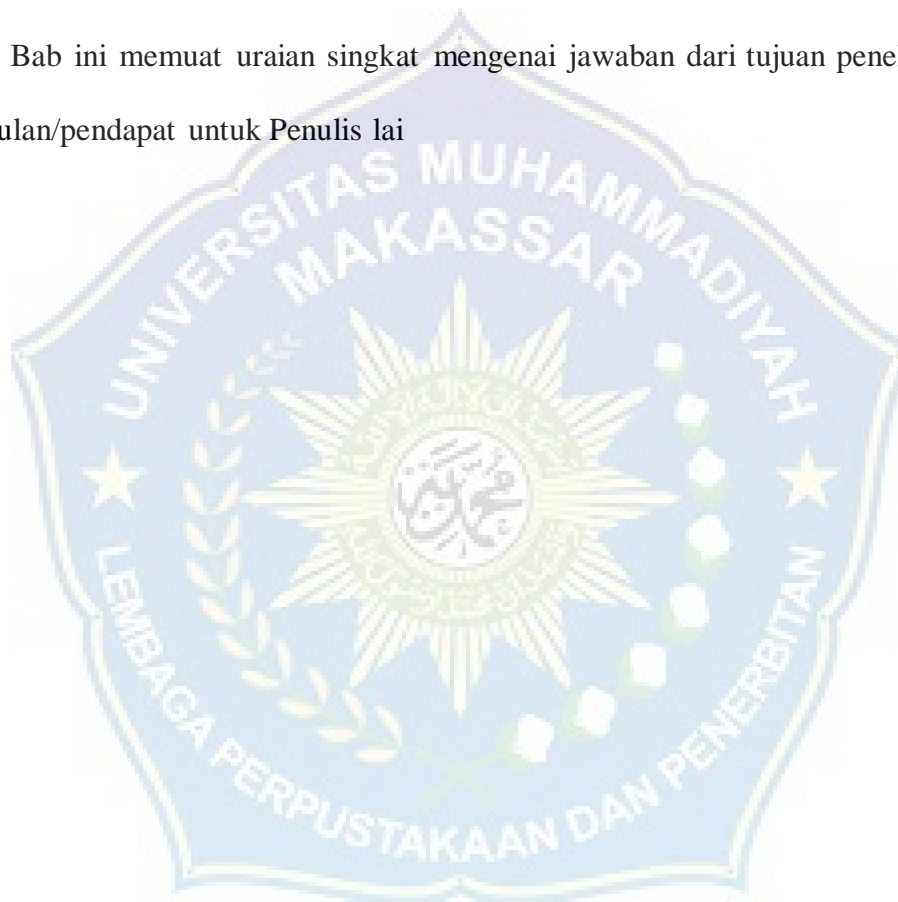 Bab ini memuat uraian singkat mengenai jawaban dari tujuan pene
ulan/pendapat untuk Penulis lai
UNIVERSITAS MUHAMMADIYAH
MAKASSAR
LEMBAGA PERPUSTAKAAN DAN PENERBITAN